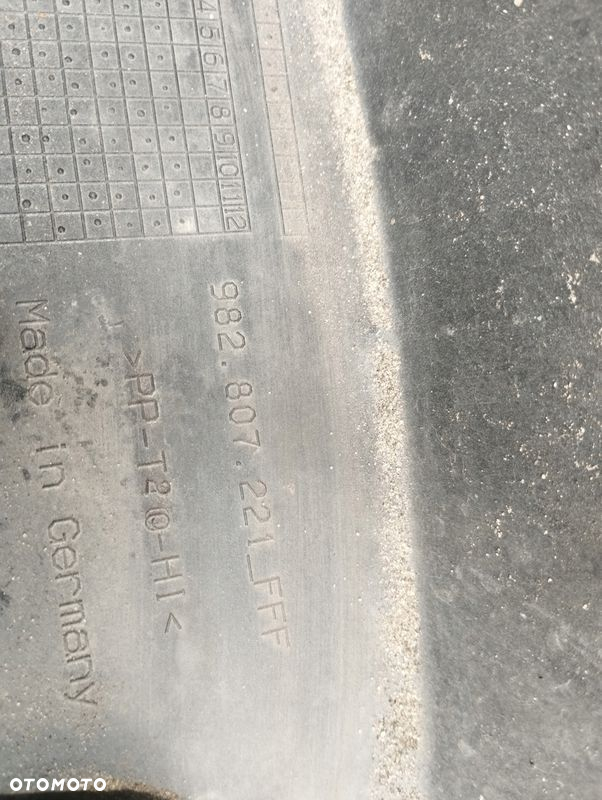 4 5 6 7 8 9 10 11 12
982.807.221_FFF
>PP-T20-HI<
Made in Germany
OTOMOTO